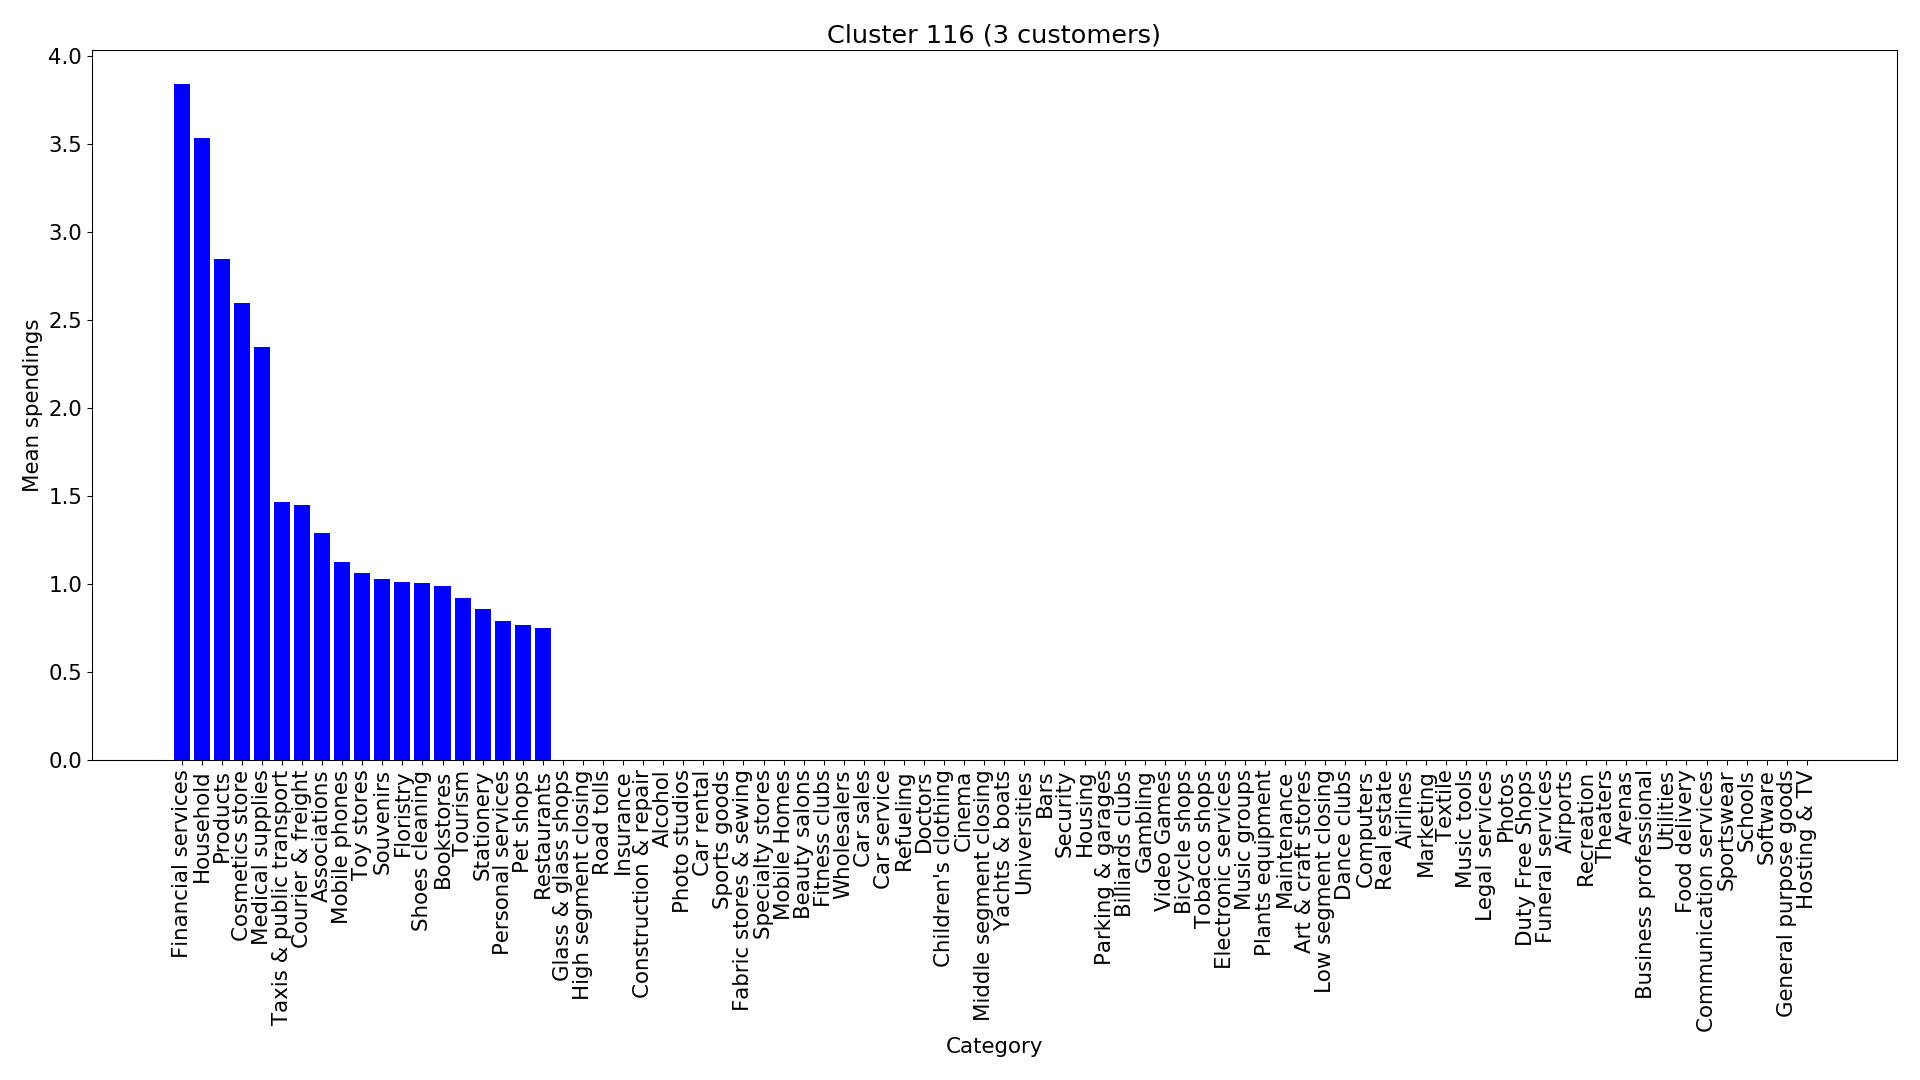 Cluster 116 (3 customers)
4.0
3.5
3.0
2.5
2.0
1.5
1.0
0.5
0.0
Mean spendings
Financial services
Household
Products
Cosmetics store
Medical supplies
Taxis & public transport
Courier & freight
Associations
Mobile phones
Toy stores
Souvenirs
Floristry
Shoes cleaning
Bookstores
Tourism
Stationery
Personal services
Pet shops
Restaurants
Glass & glass shops
High segment closing
Road tolls
Insurance
Construction & repair
Alcohol
Photo studios
Car rental
Sports goods
Fabric stores & sewing
Specialty stores
Mobile Homes
Beauty salons
Fitness clubs
Wholesalers
Car sales
Car service
Refueling
Doctors
Children's clothing
Cinema
Middle segment closing
Yachts & boats
Universities
Bars
Security
Housing
Parking & garages
Billiards clubs
Gambling
Video Games
Bicycle shops
Tobacco shops
Electronic services
Music groups
Plants equipment
Maintenance
Art & craft stores
Low segment closing
Dance clubs
Computers
Real estate
Airlines
Marketing
Textile
Music tools
Legal services
Photos
Duty Free Shops
Funeral services
Airports
Recreation
Theaters
Arenas
Business professional
Utilities
Food delivery
Communication services
Sportswear
Schools
Software
General purpose goods
Hosting & TV
Category